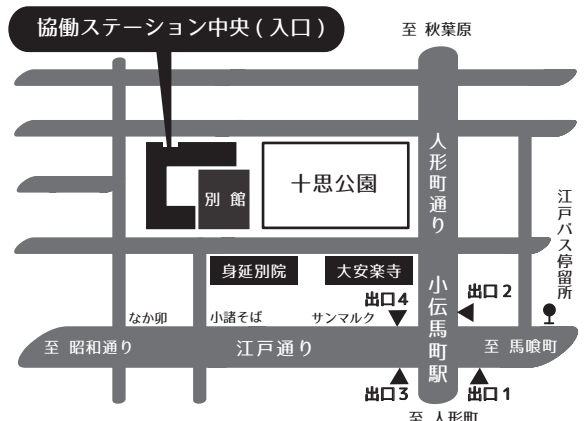 協働ステーション中央 ( 入口 )
至 秋葉原
人形町通り
別 館
十思公園
江戸バス停留所
身延別院
大安楽寺
小伝馬町駅
出口4
出口2
なか卯
小諸そば
サンマルク
至 昭和通り
江戸通り
至 馬喰町
出口3
出口1
至 人形町